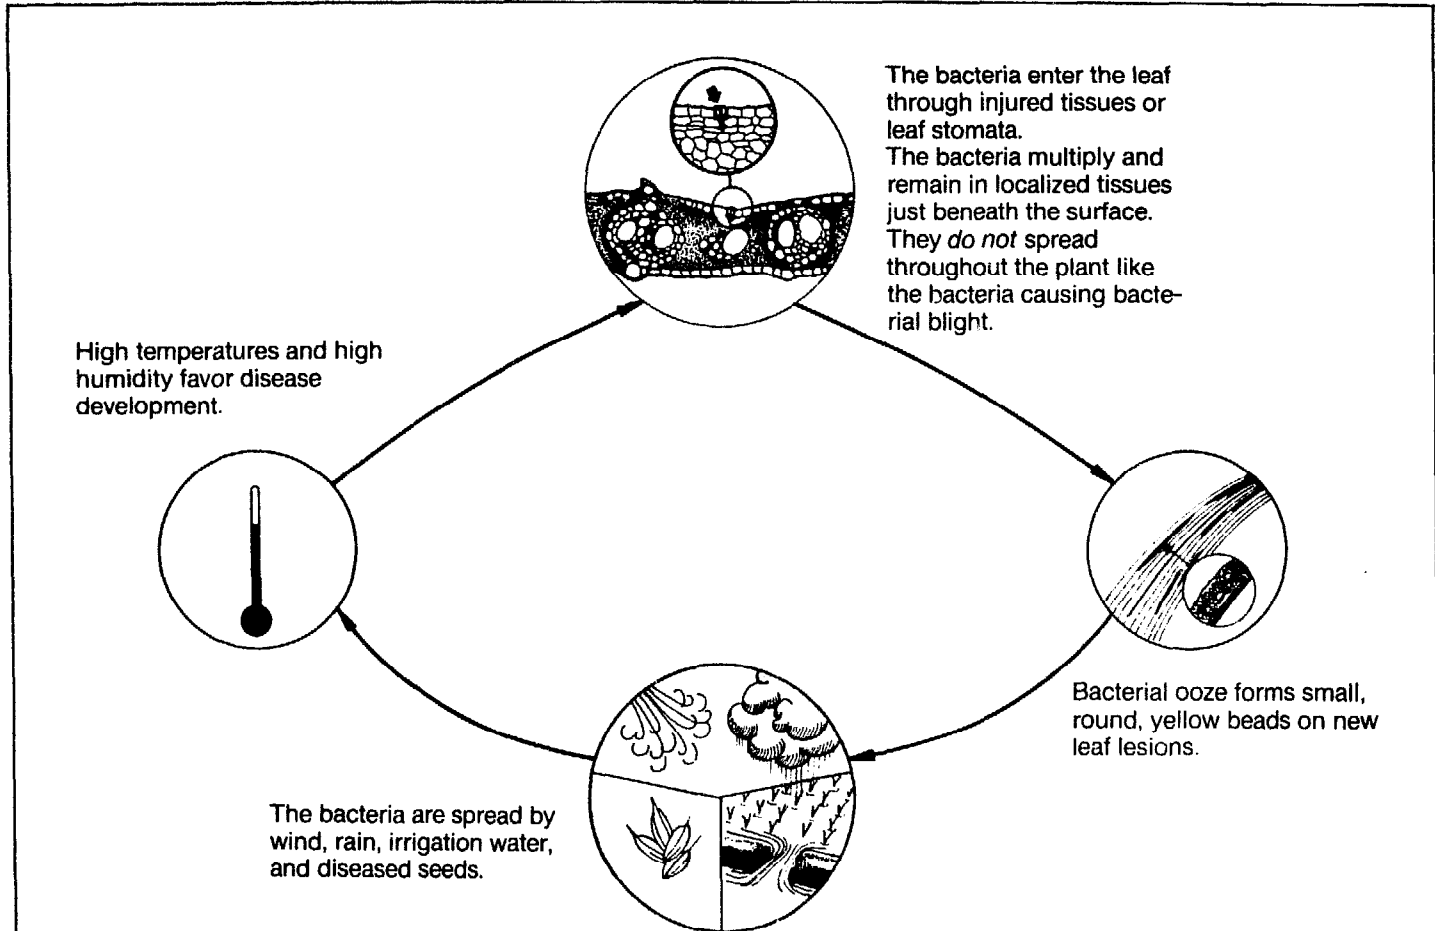 The bacteria enter the leaf
through injured tissues or
leaf stomata.
The bacteria multiply and
remain in localized tissues
just beneath the surface.
They do not spread
throughout the plant like
the bacteria causing bacte-
rial blight.
High temperatures and high
humidity favor disease
development.
Bacterial ooze forms small,
round, yellow beads on new
leaf lesions.
The bacteria are spread by
wind, rain, irrigation water,
and diseased seeds.